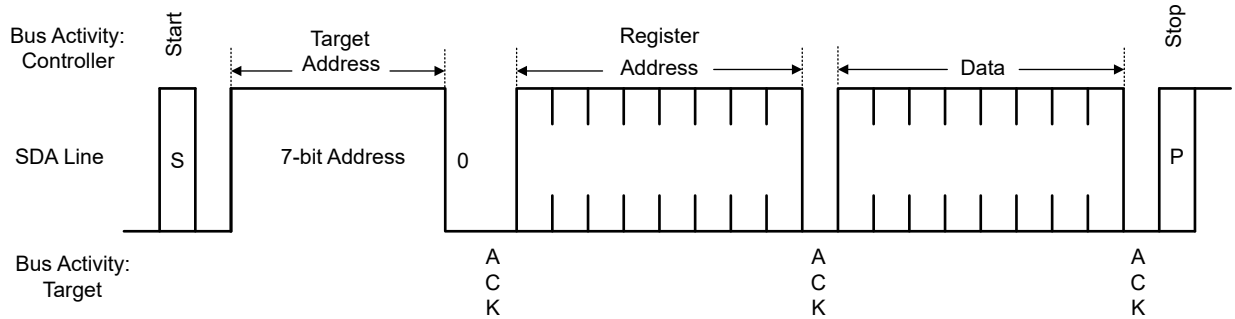 Bus Activity:
Controller
Start
Target
Address
Register
Address
Data
Stop
SDA Line
S
7-bit Address
0
P
Bus Activity:
Target
A
C
K
A
C
K
A
C
K